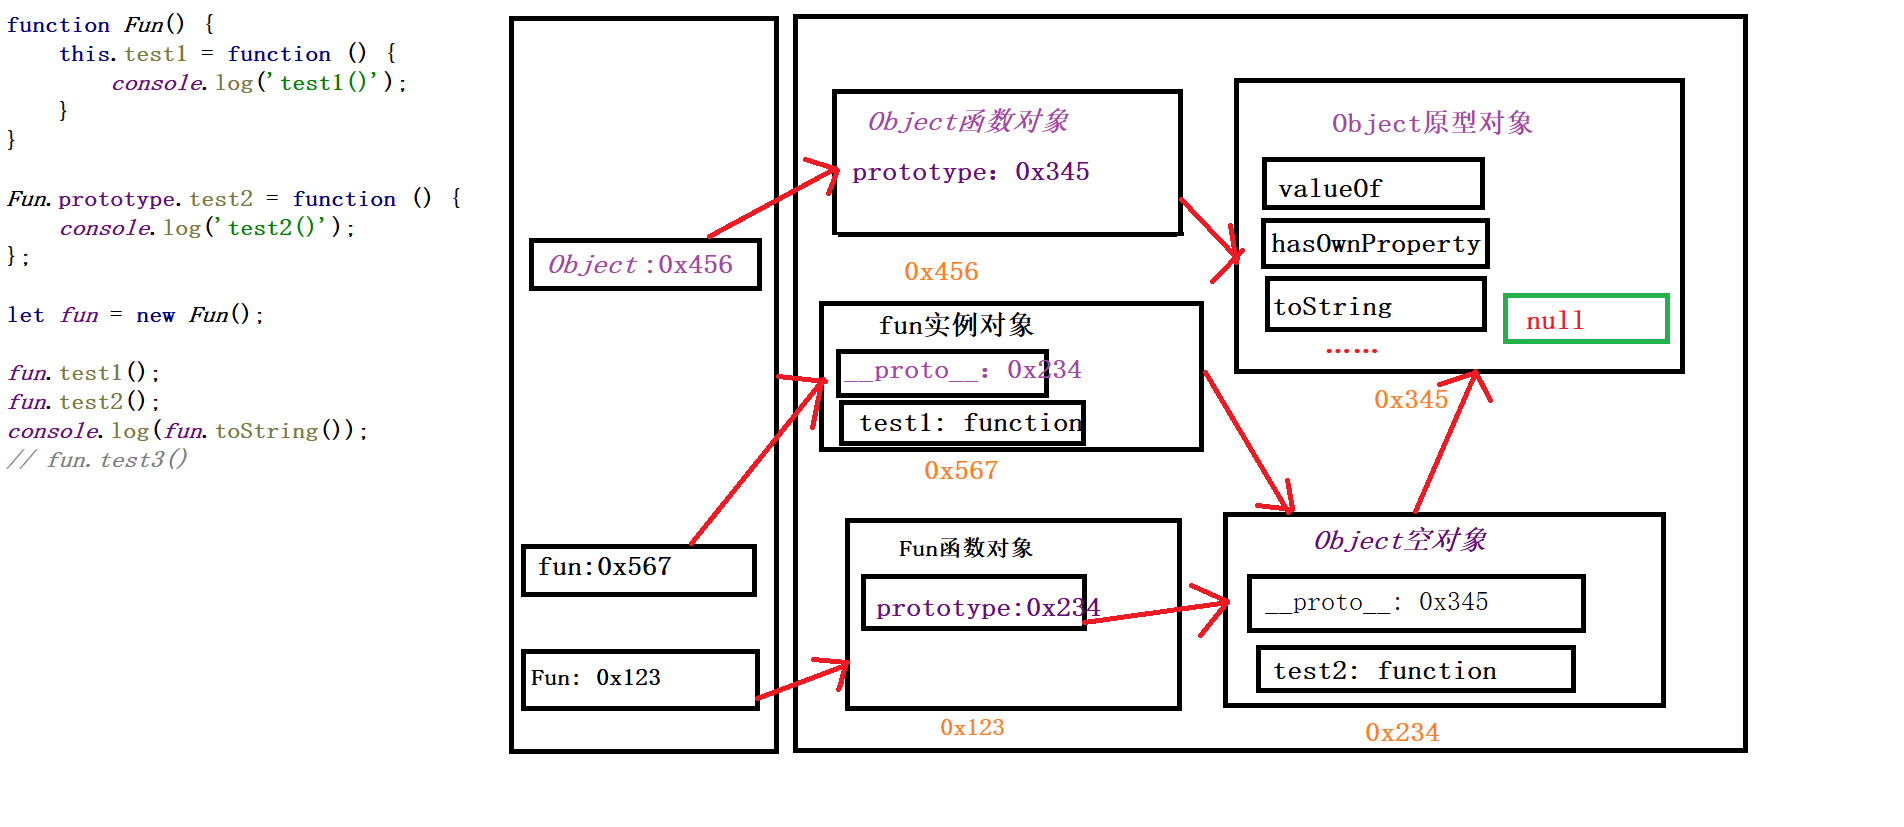 function Fun() {
    this.test1 = function () {
        console.log('test1()');
    }
}
Fun.prototype.test2 = function () {
    console.log('test2()');
};
let fun = new Fun();
fun.test1();
fun.test2();
console.log(fun.toString());
// fun.test3()
Object :0x456
fun:0x567
Fun: 0x123
Object函数对象
prototype: 0x345
0x456
fun实例对象
__proto__: 0x234
test1: function
0x567
Fun函数对象
prototype:0x234
0x123
Object原型对象
valueOf
hasOwnProperty
toString
null
......
0x345
Object空对象
__proto__: 0x345
test2: function
0x234